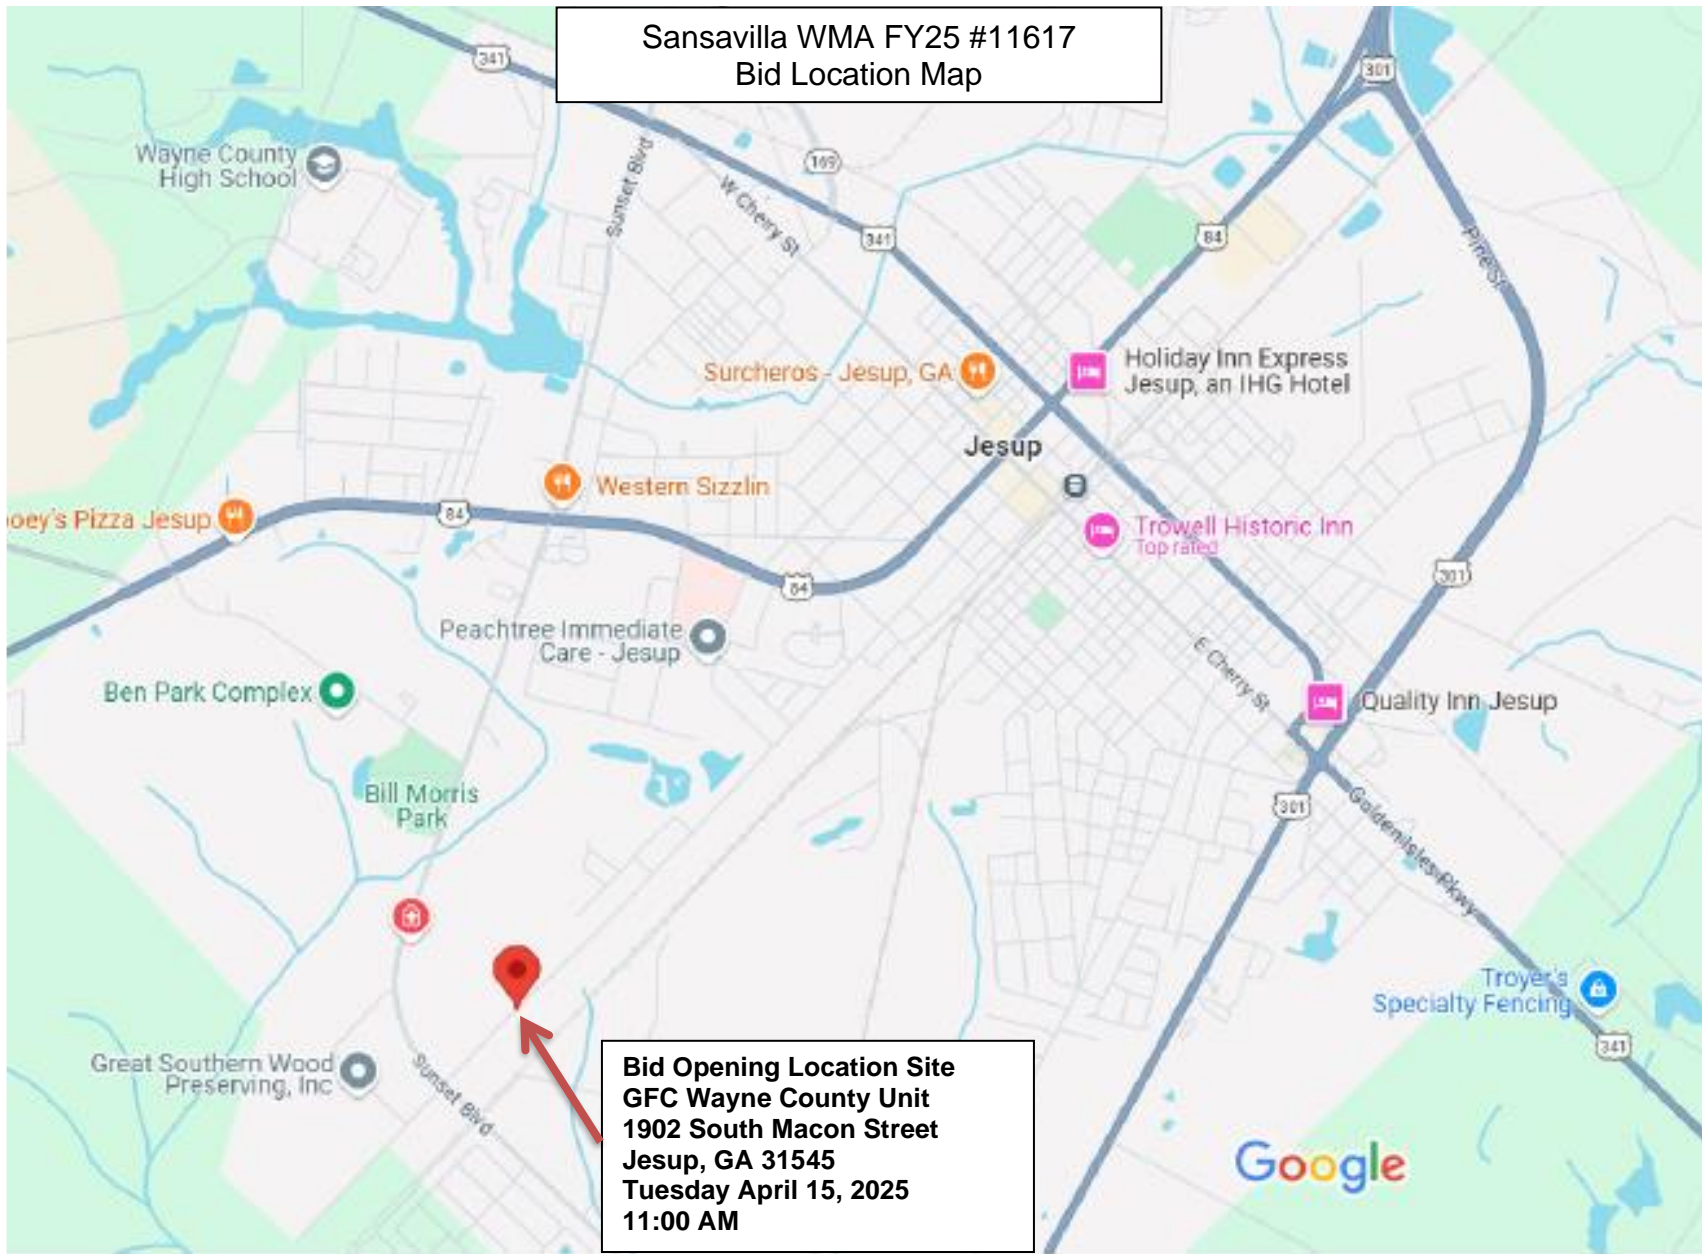 Sansavilla WMA FY25 #11617
Bid Location Map
341
301
Wayne County
High School
Sunset Blvd
169
W Cherry St
341
84
Pine St
Surcheros - Jesup, GA
Holiday Inn Express
Jesup, an IHG Hotel
Jesup
Western Sizzlin
ooey's Pizza Jesup
84
Trowell Historic Inn
Top rated
84
301
Peachtree Immediate
Care - Jesup
E Cherry St
Ben Park Complex
Quality Inn Jesup
Bill Morris
Park
301
GoldenIsles Pkwy
Troyer's
Specialty Fencing
341
Great Southern Wood
Preserving, Inc
Sunset Blvd
Bid Opening Location Site
GFC Wayne County Unit
1902 South Macon Street
Jesup, GA 31545
Tuesday April 15, 2025
11:00 AM
Google